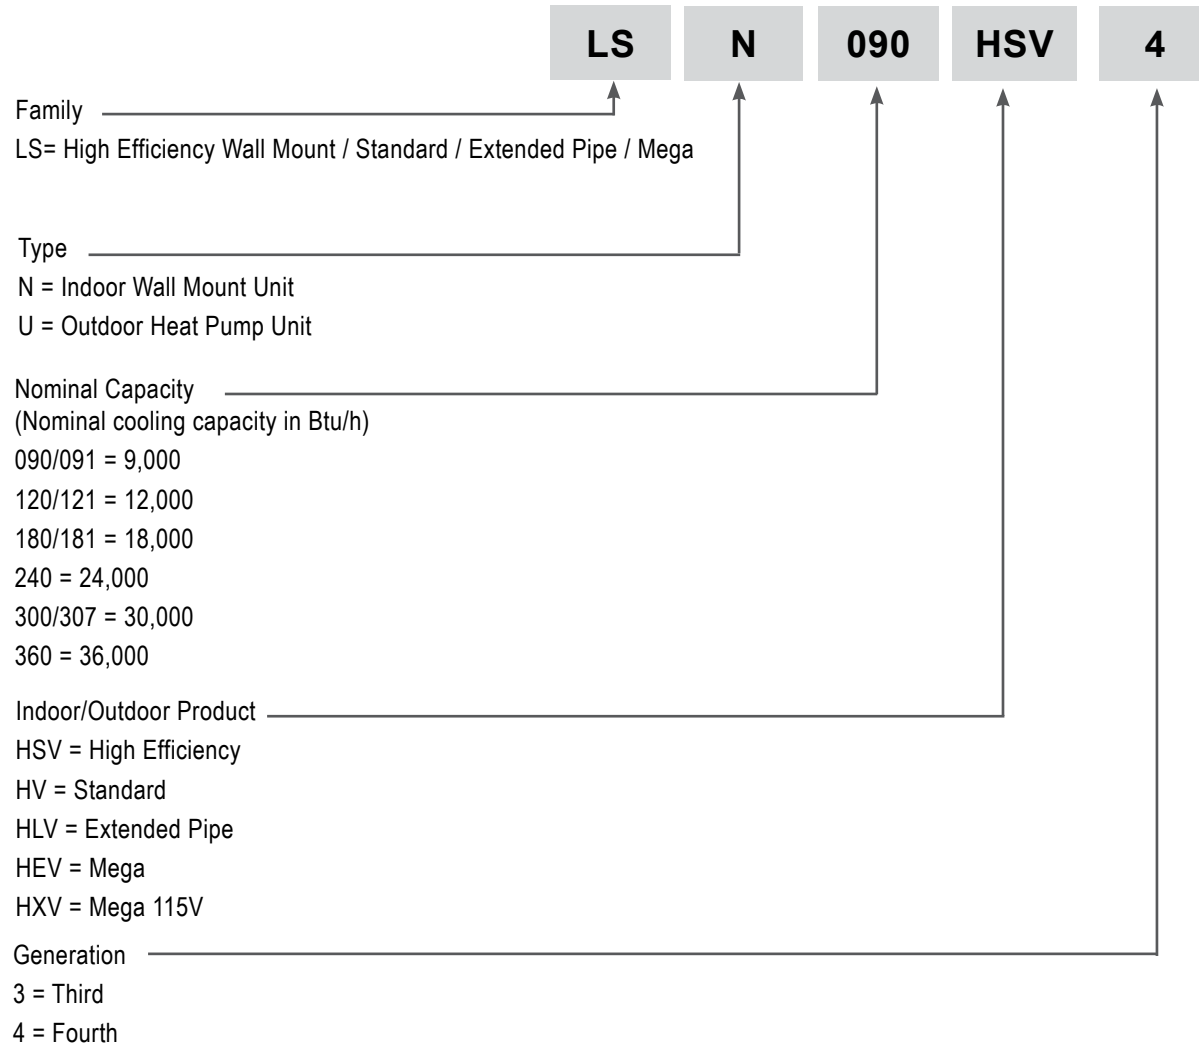 LS N 090 HSV 4
Family
LS= High Efficiency Wall Mount / Standard / Extended Pipe / Mega
Type
N = Indoor Wall Mount Unit
U = Outdoor Heat Pump Unit
Nominal Capacity
(Nominal cooling capacity in Btu/h)
090/091 = 9,000
120/121 = 12,000
180/181 = 18,000
240 = 24,000
300/307 = 30,000
360 = 36,000
Indoor/Outdoor Product
HSV = High Efficiency
HV = Standard
HLV = Extended Pipe
HEV = Mega
HXV = Mega 115V
Generation
3 = Third
4 = Fourth